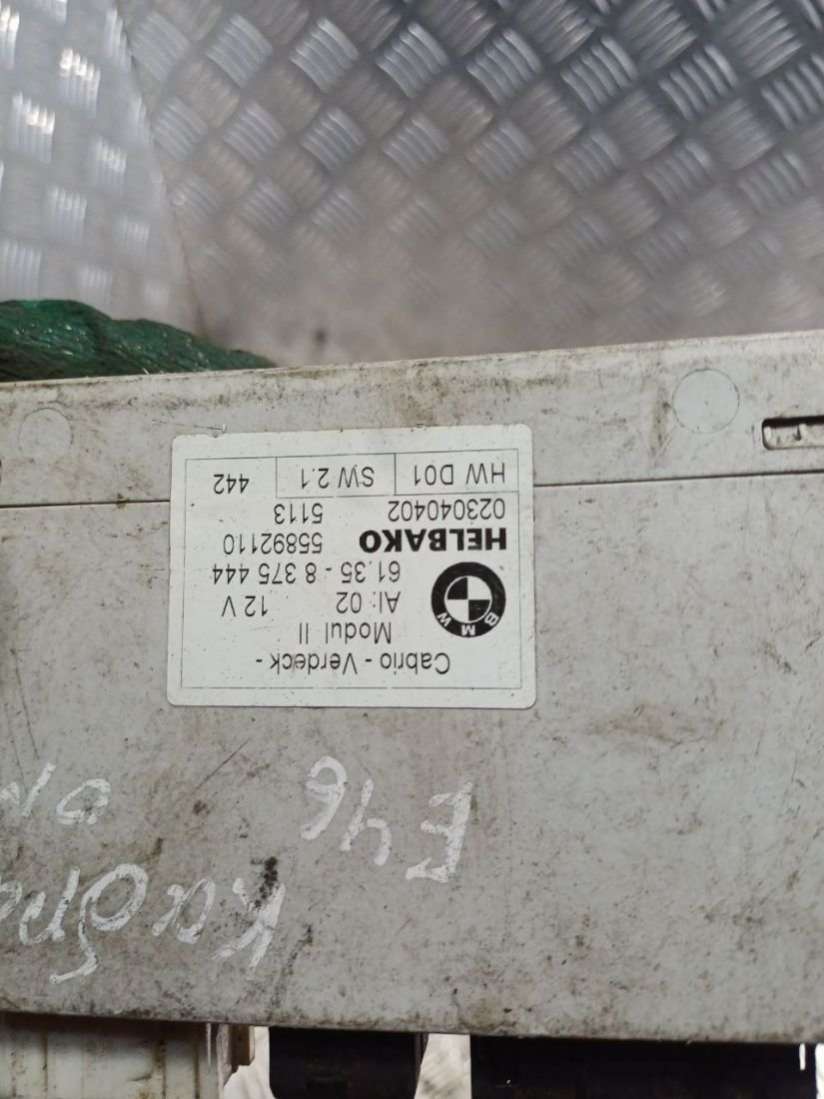 Cabrio - Verdeck -
Modul II
AI: 02 12 V
61.35 - 8 375 444
BMW
HELBAKO 55892110
023040402 5113
HW D01 SW 2.1 442
E46